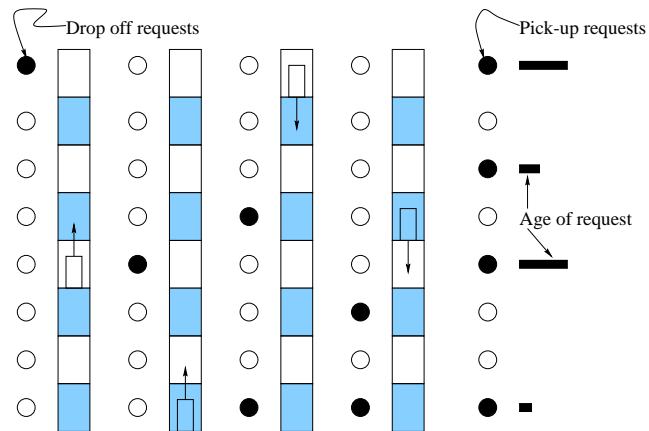 Drop off requests
Pick-up requests
Age of request